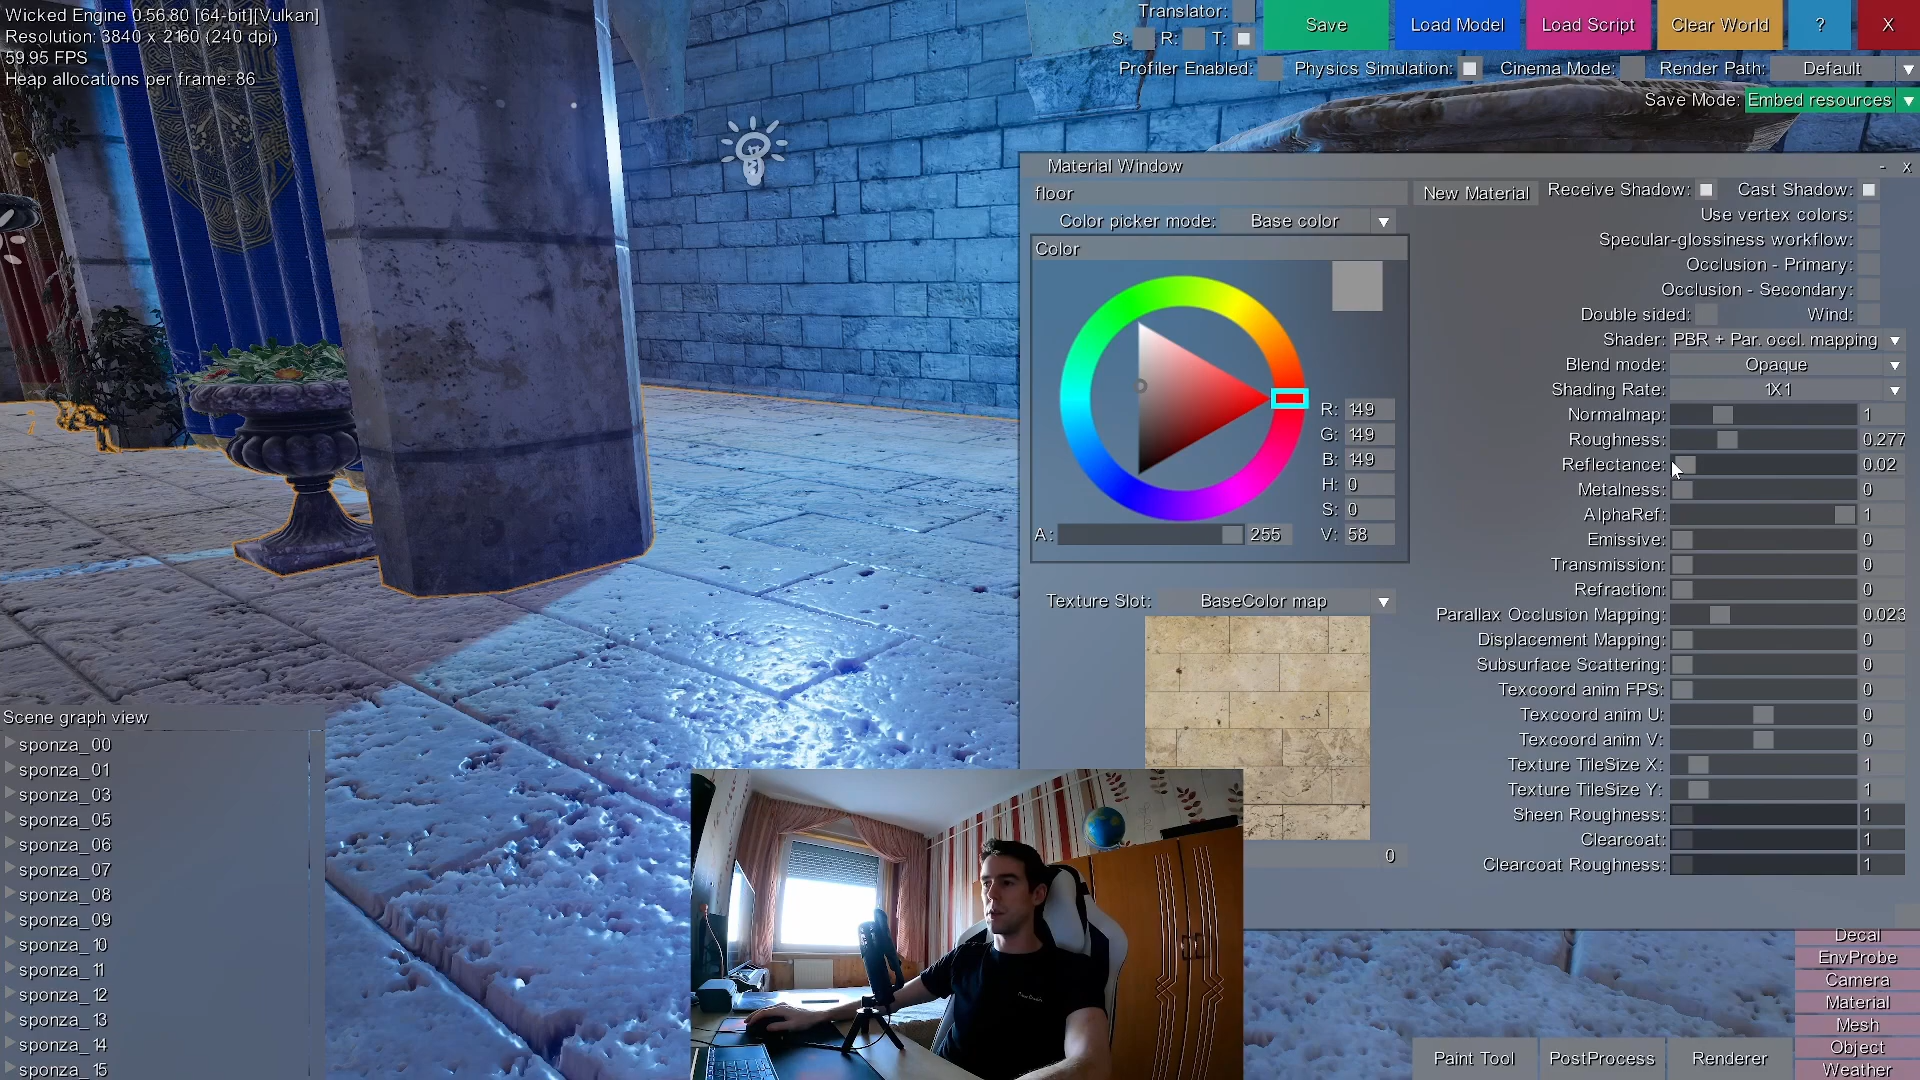 Wicked Engine 0.56.80 [64-bit][Vulkan]
Resolution: 3840 x 2160 (240 dpi)
59.95 FPS
Heap allocations per frame: 86
Translator:
S: R: T:
Save
Load Model
Load Script
Clear World
?
X
Profiler Enabled: Physics Simulation: Cinema Mode: Render Path: Default
Save Mode: Embed resources
Material Window - x
floor
New Material
Receive Shadow: Cast Shadow:
Color picker mode: Base color
Use vertex colors:
Color
Specular-glossiness workflow:
Occlusion - Primary:
Occlusion - Secondary:
Double sided: Wind:
Shader: PBR + Par. occl. mapping
Blend mode: Opaque
Shading Rate: 1X1
R: 149
G: 149
B: 149
H: 0
S: 0
V: 58
A: 255
Normalmap: 1
Roughness: 0.277
Reflectance: 0.02
Metalness: 0
AlphaRef: 1
Emissive: 0
Transmission: 0
Refraction: 0
Parallax Occlusion Mapping: 0.023
Displacement Mapping: 0
Subsurface Scattering: 0
Texcoord anim FPS: 0
Texcoord anim U: 0
Texcoord anim V: 0
Texture TileSize X: 1
Texture TileSize Y: 1
Sheen Roughness: 1
Clearcoat: 1
Clearcoat Roughness: 1
Texture Slot: BaseColor map
0
Scene graph view
sponza_00
sponza_01
sponza_03
sponza_05
sponza_06
sponza_07
sponza_08
sponza_09
sponza_10
sponza_11
sponza_12
sponza_13
sponza_14
sponza_15
Decal
EnvProbe
Camera
Material
Mesh
Object
Weather
Paint Tool
PostProcess
Renderer